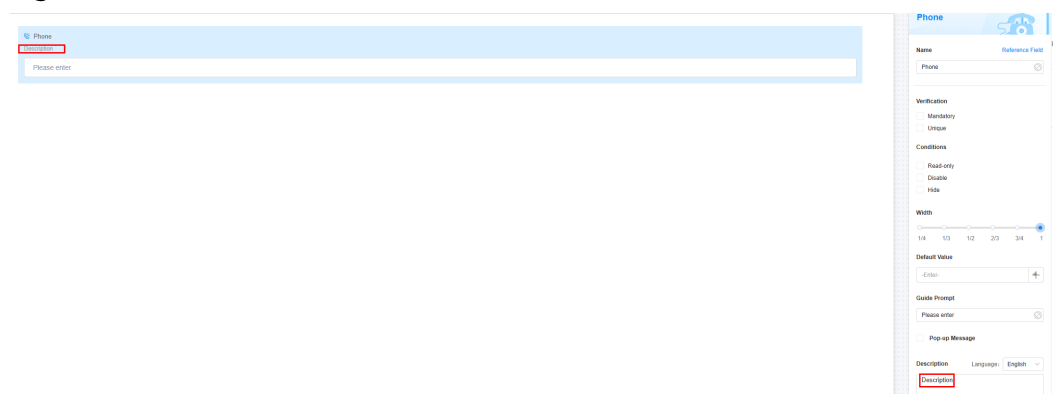 Phone
Description
Please enter
Phone
Name Reference Field
Phone
Verification
Mandatory
Unique
Conditions
Read-only
Disable
Hide
Width
1/4 1/3 1/2 2/3 3/4 1
Default Value
-Enter-
Guide Prompt
Please enter
Pop-up Message
Description Language: English
Description